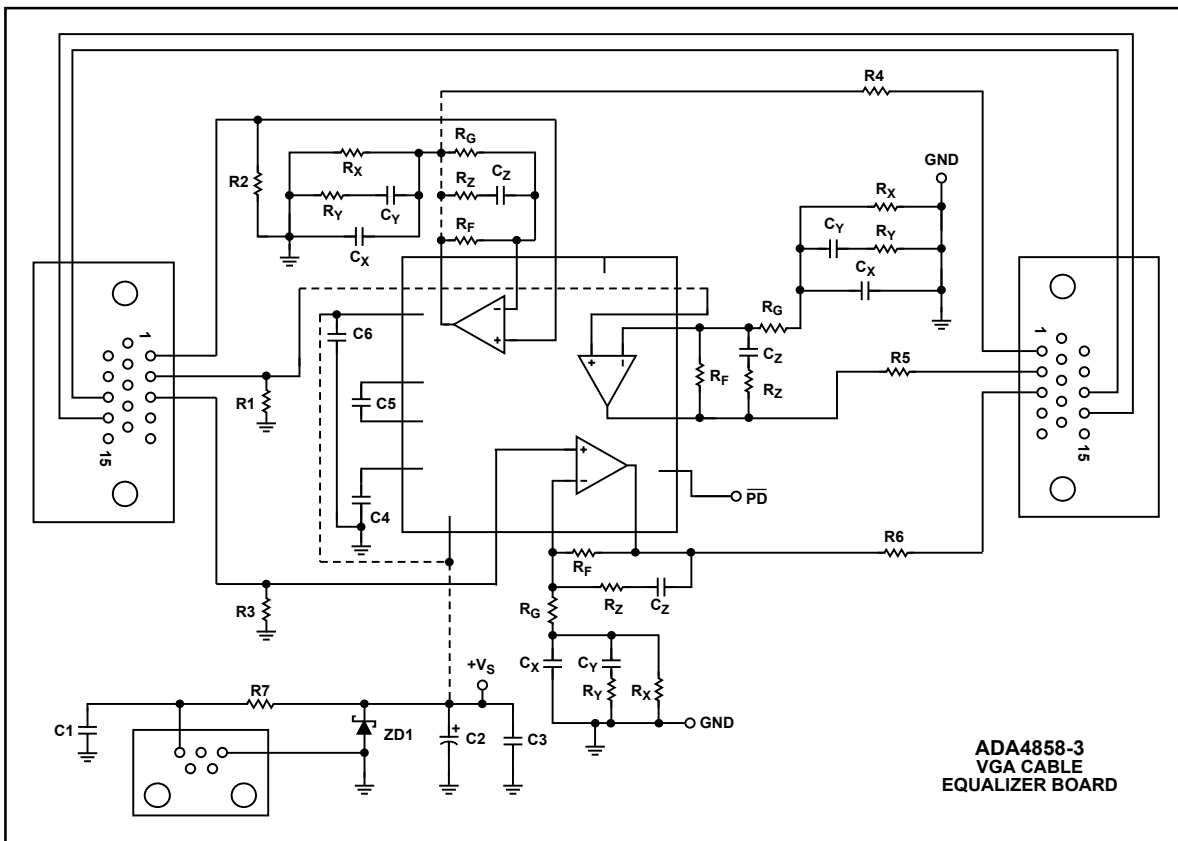 R4
R2
RX
RY
CY
CX
RG
RZ
CZ
RF
−
+
GND
RX
CY
RY
CX
RG
CZ
RZ
RF
+
−
1
15
R1
C6
C5
C4
R5
1
15
+
−
PD
R6
RF
RZ
CZ
RG
CX
CY
RY
RX
GND
R3
+VS
R7
C1
ZD1
+
C2
C3
ADA4858-3
VGA CABLE
EQUALIZER BOARD